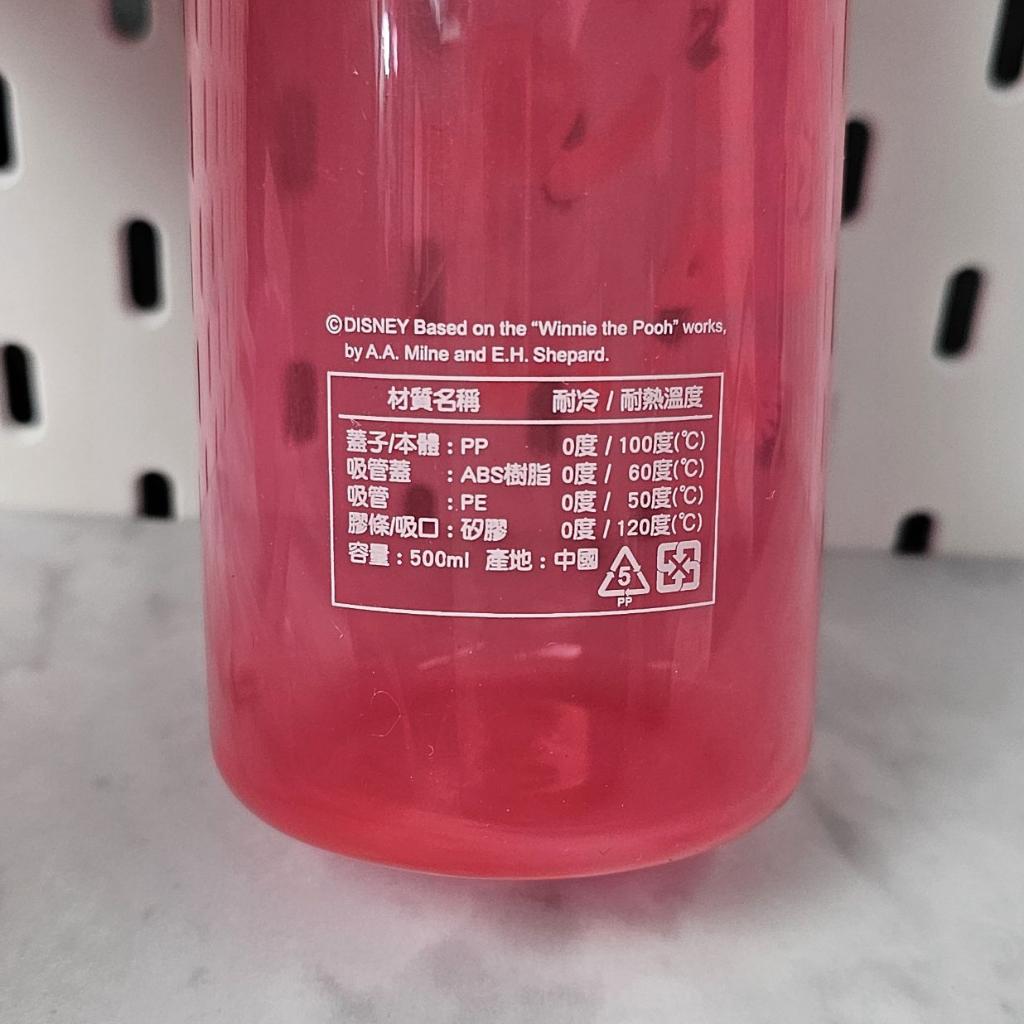 ©DISNEY Based on the “Winnie the Pooh” works,
by A.A. Milne and E.H. Shepard.
材質名稱 耐冷 / 耐熱溫度
蓋子/本體 : PP 0度 / 100度(℃)
吸管蓋 : ABS樹脂 0度 / 60度(℃)
吸管 : PE 0度 / 50度(℃)
膠條/吸口 : 矽膠 0度 / 120度(℃)
容量 : 500ml 產地 : 中國
5
PP